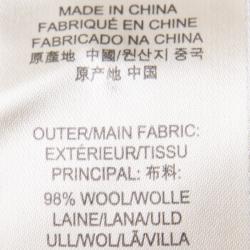 MADE IN CHINA
FABRIQUÉ EN CHINE
FABRICADO NA CHINA
原產地 中國/원산지 중국
原产地 中国
OUTER/MAIN FABRIC:
EXTÉRIEUR/TISSU
PRINCIPAL: 布料:
98% WOOL/WOLLE
LAINE/LANA/ULD
ULL/WOL/LÃ/VILLA